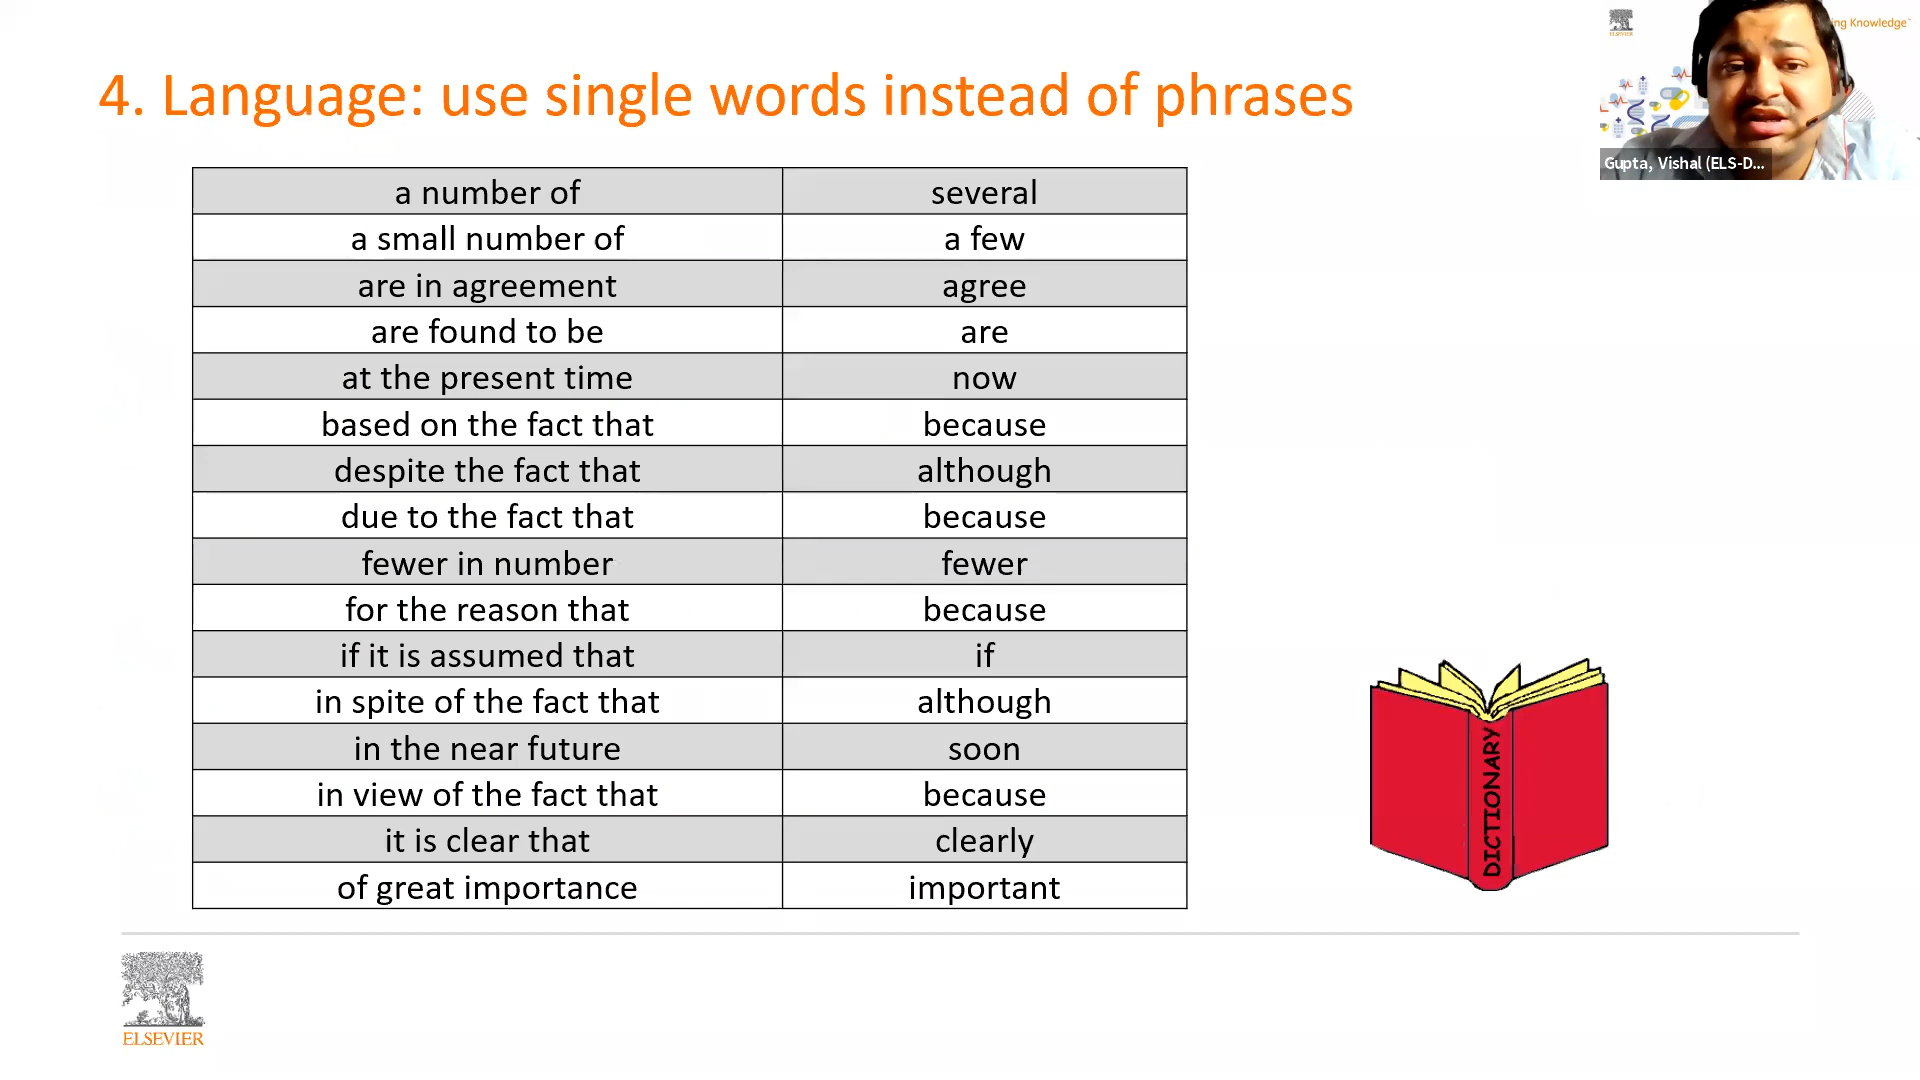 4. Language: use single words instead of phrases
ELSEVIER
ng Knowledge™
Gupta, Vishal (ELS-D...
a number of several
a small number of a few
are in agreement agree
are found to be are
at the present time now
based on the fact that because
despite the fact that although
due to the fact that because
fewer in number fewer
for the reason that because
if it is assumed that if
in spite of the fact that although
in the near future soon
in view of the fact that because
it is clear that clearly
of great importance important
DICTIONARY
ELSEVIER